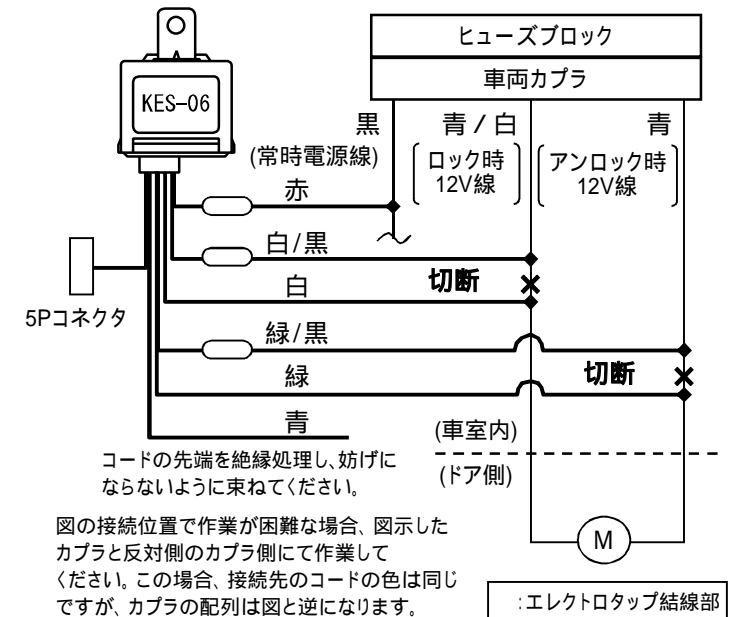 ヒューズブロック
車両カプラ
KES-06
黒
(常時電源線)
青/白
ロック時
12V線
青
アンロック時
12V線
赤
白/黒
白
切断
5Pコネクタ
緑/黒
緑
切断
青
(車室内)
(ドア側)
コードの先端を絶縁処理し、妨げに
ならないように束ねてください。
M
図の接続位置で作業が困難な場合、図示した
カプラと反対側のカプラ側にて作業して
ください。この場合、接続先のコードの色は同じ
ですが、カプラの配列は図と逆になります。
:エレクトロタップ結線部